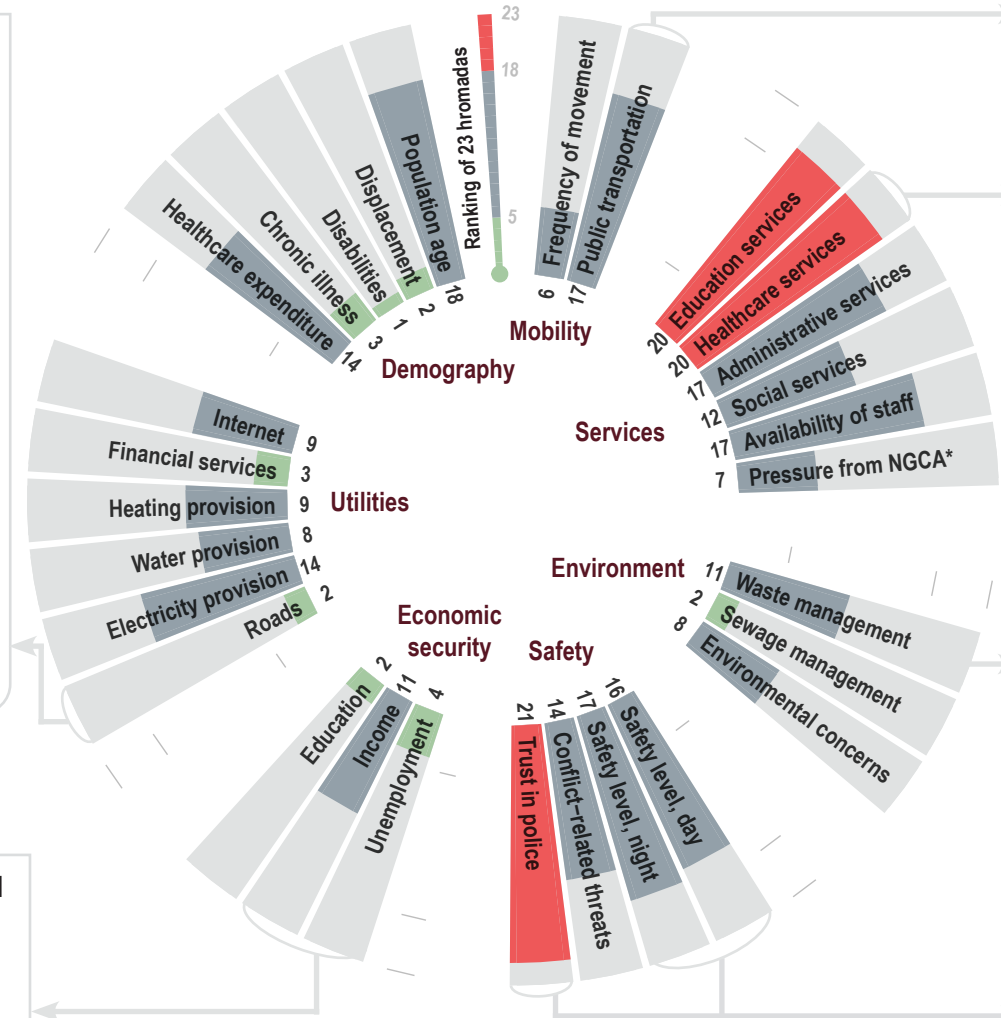 23
18
5
Ranking of 23 hromadas
Mobility
Frequency of movement
6
Public transportation
17
Services
Education services
20
Healthcare services
20
Administrative services
17
Social services
12
Availability of staff
17
Pressure from NGCA*
7
Environment
Waste management
11
Sewage management
2
Environmental concerns
8
Safety
Safety level, day
16
Safety level, night
17
Conflict-related threats
14
Trust in police
21
Economic
security
Unemployment
4
Income
11
Education
2
Utilities
Roads
2
Electricity provision
14
Water provision
8
Heating provision
9
Financial services
3
Internet
9
Demography
Healthcare expenditure
14
Chronic illness
3
Disabilities
1
Displacement
2
Population age
18